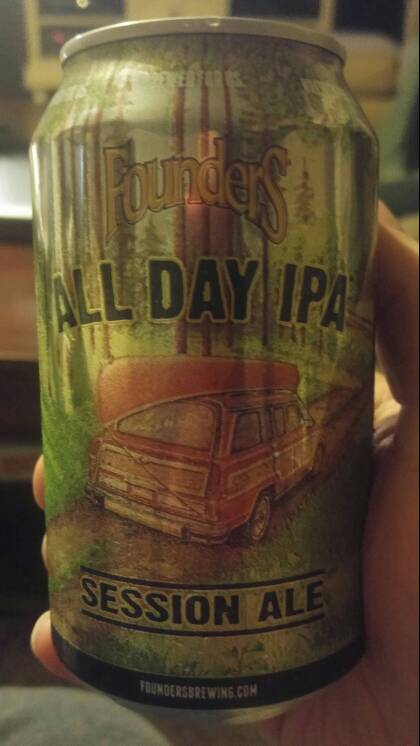 Founders
ALL DAY IPA
SESSION ALE
FOUNDERSBREWING.COM